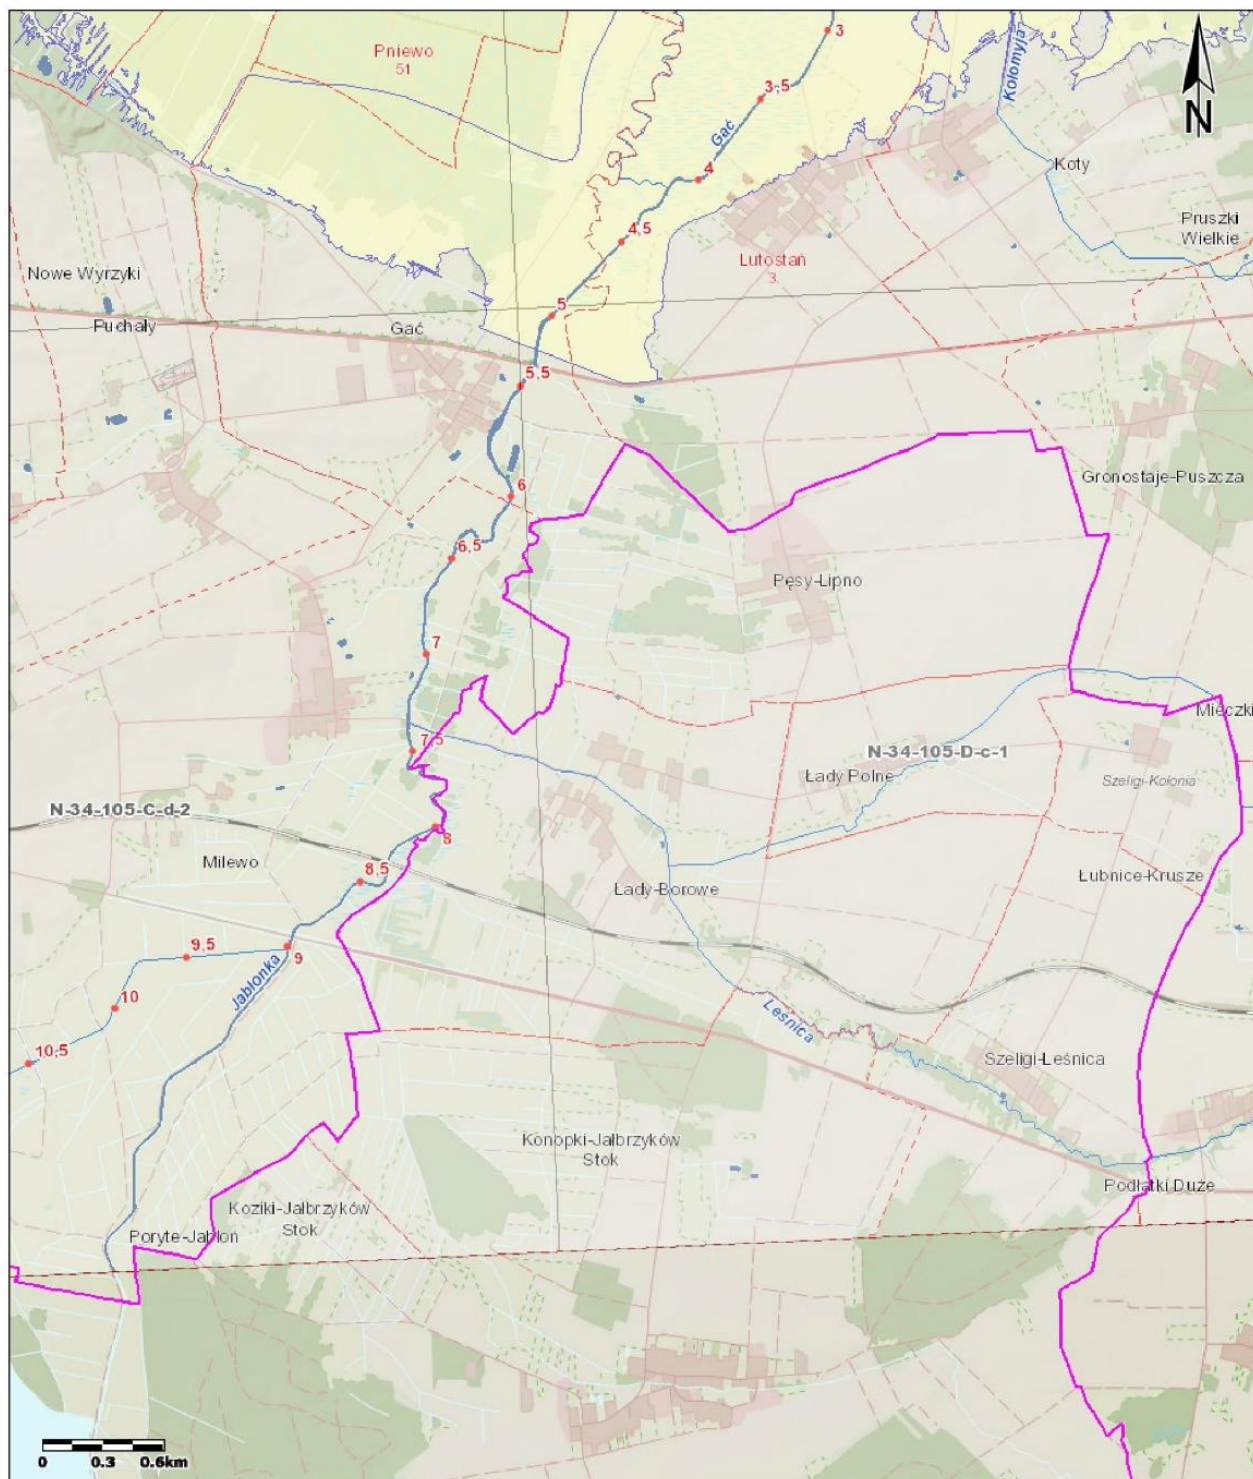 3
Kołomyja
Pniewo
51
N
3,5
Gać
Koty
4
Pruszki
Wielkie
4,5
Lutostań
3
Nowe Wyrzyki
5
Puchały
Gać
5,5
Gronostaje-Puszcza
6
6,5
Pęsy-Lipno
7
Mieczki
7,5
N-34-105-D-c-1
Łady Polne
Szeligi-Kolonia
N-34-105-C-d-2
8
Milewo
8,5
Łady-Borowe
Łubnice-Krusze
9,5
9
Jabłonka
10
Leśnica
10,5
Szeligi-Leśnica
Konopki-Jałbrzyków
Stok
Podłatki Duże
Koziki-Jałbrzyków
Stok
Poryte-Jabłoń
0 0.3 0.6km